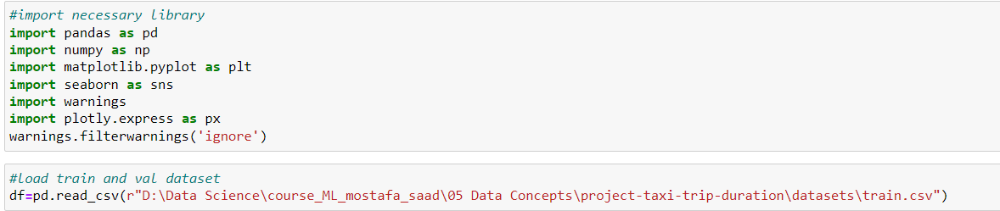 #import necessary library
import pandas as pd
import numpy as np
import matplotlib.pyplot as plt
import seaborn as sns
import warnings
import plotly.express as px
warnings.filterwarnings('ignore')
#load train and val dataset
df=pd.read_csv(r"D:\Data Science\course_ML_mostafa_saad\05 Data Concepts\project-taxi-trip-duration\datasets\train.csv")